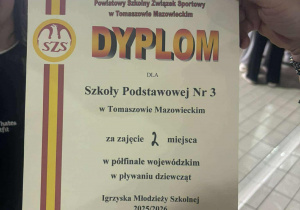 Powiatowy Szkolny Związek Sportowy
w Tomaszowie Mazowieckim
SZS
DYPLOM
DLA
Szkoły Podstawowej Nr 3
w Tomaszowie Mazowieckim
za zajęcie 2 miejsca
w półfinale wojewódzkim
w pływaniu dziewcząt
Igrzyska Młodzieży Szkolnej
2025/2026